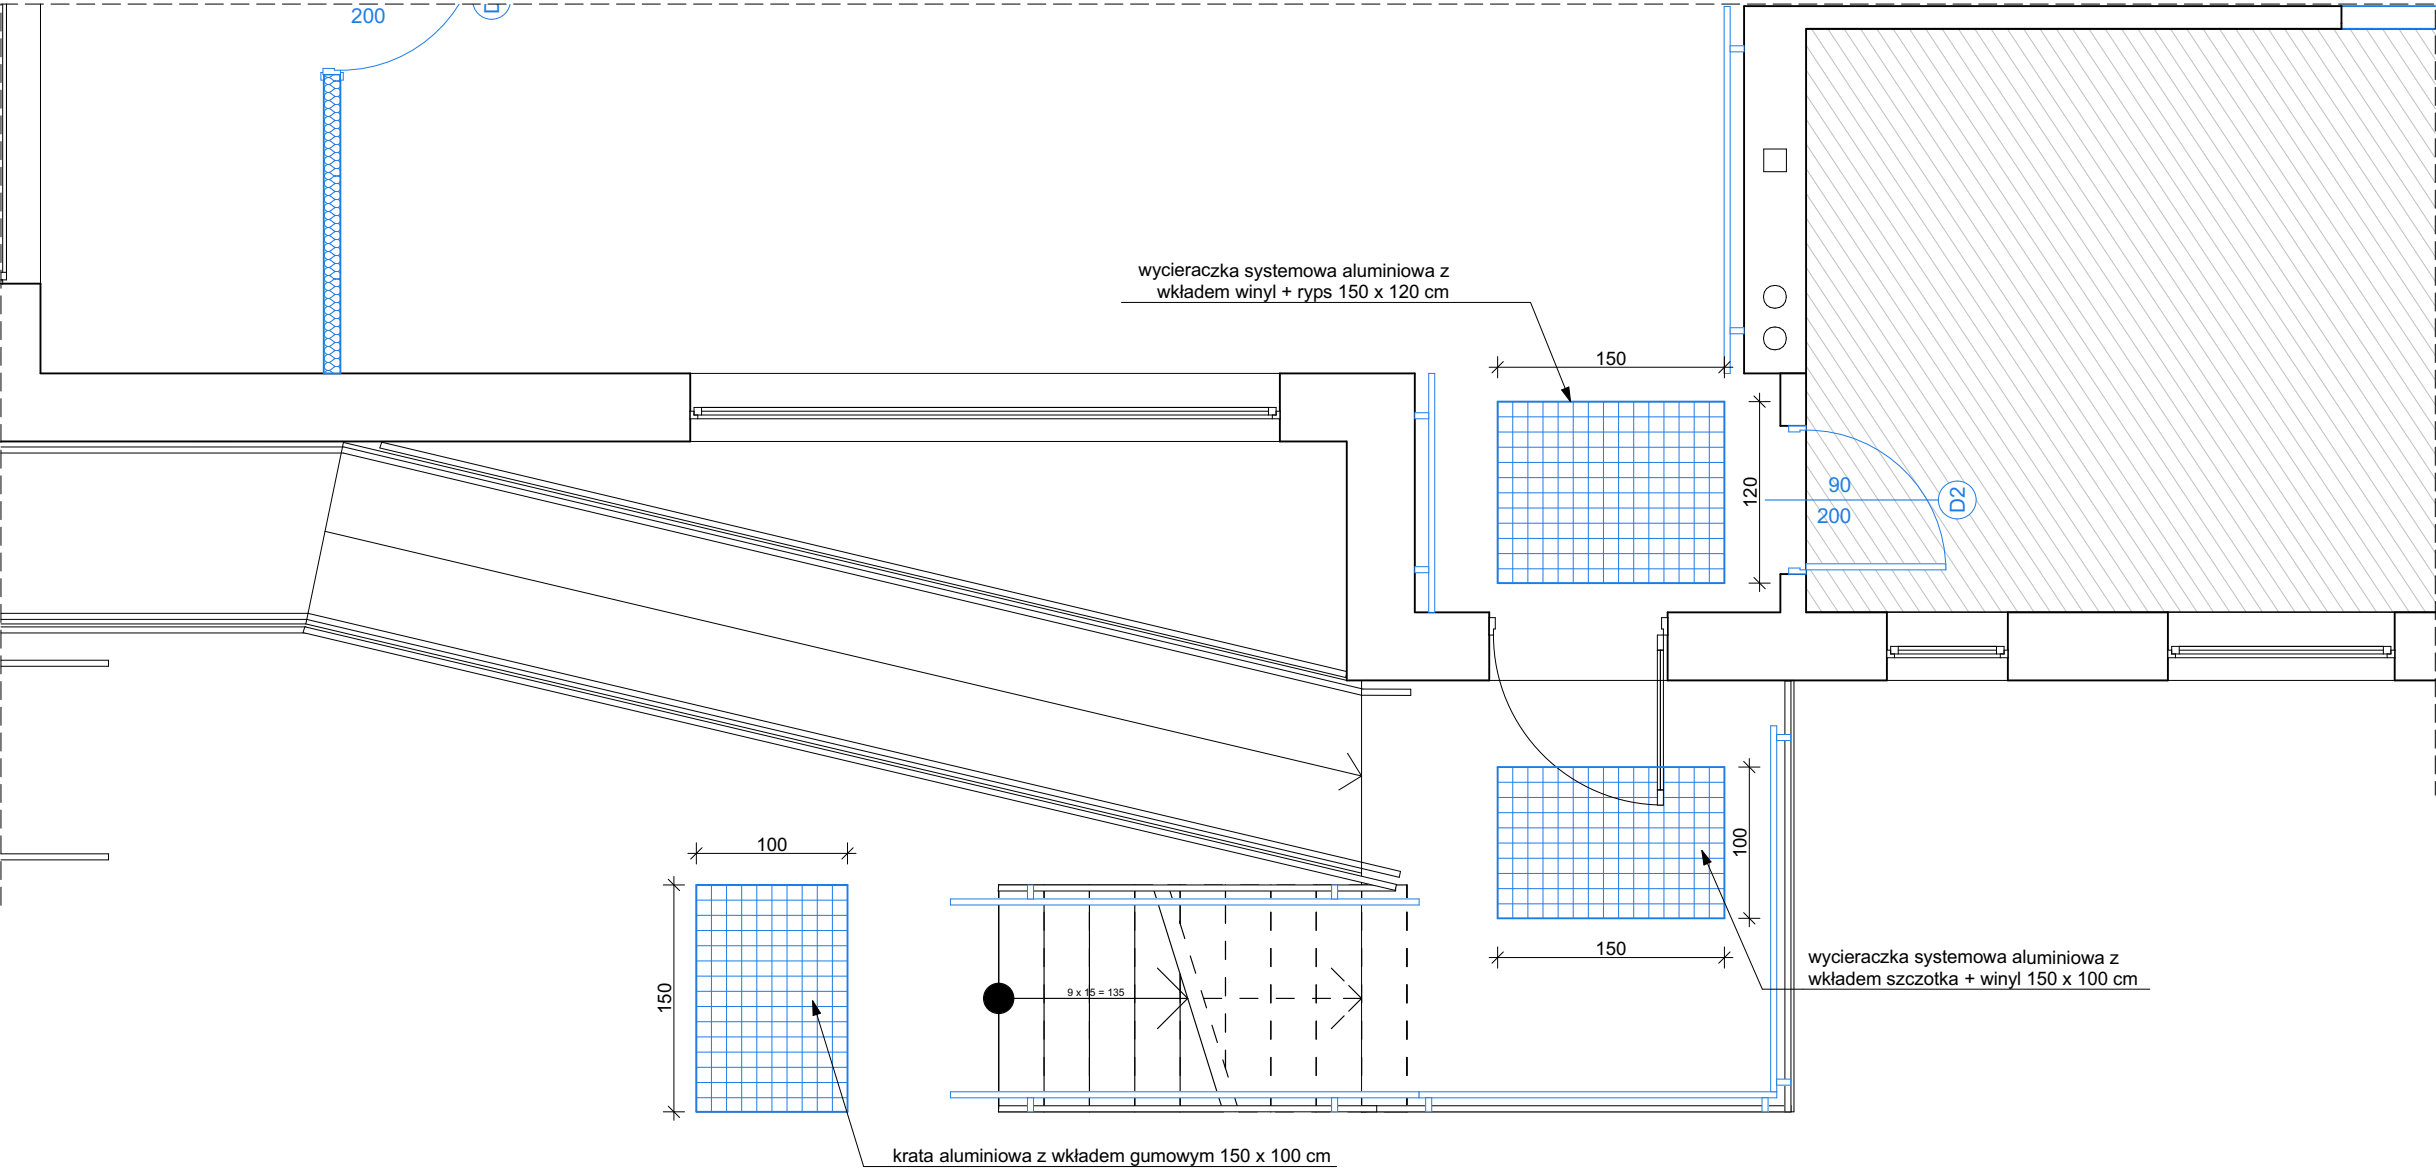 200
wycieraczka systemowa aluminiowa z
wkładem winyl + ryps 150 x 120 cm
150
120
90
200
D2
100
150
100
150
9 x 15 = 135
wycieraczka systemowa aluminiowa z
wkładem szczotka + winyl 150 x 100 cm
krata aluminiowa z wkładem gumowym 150 x 100 cm